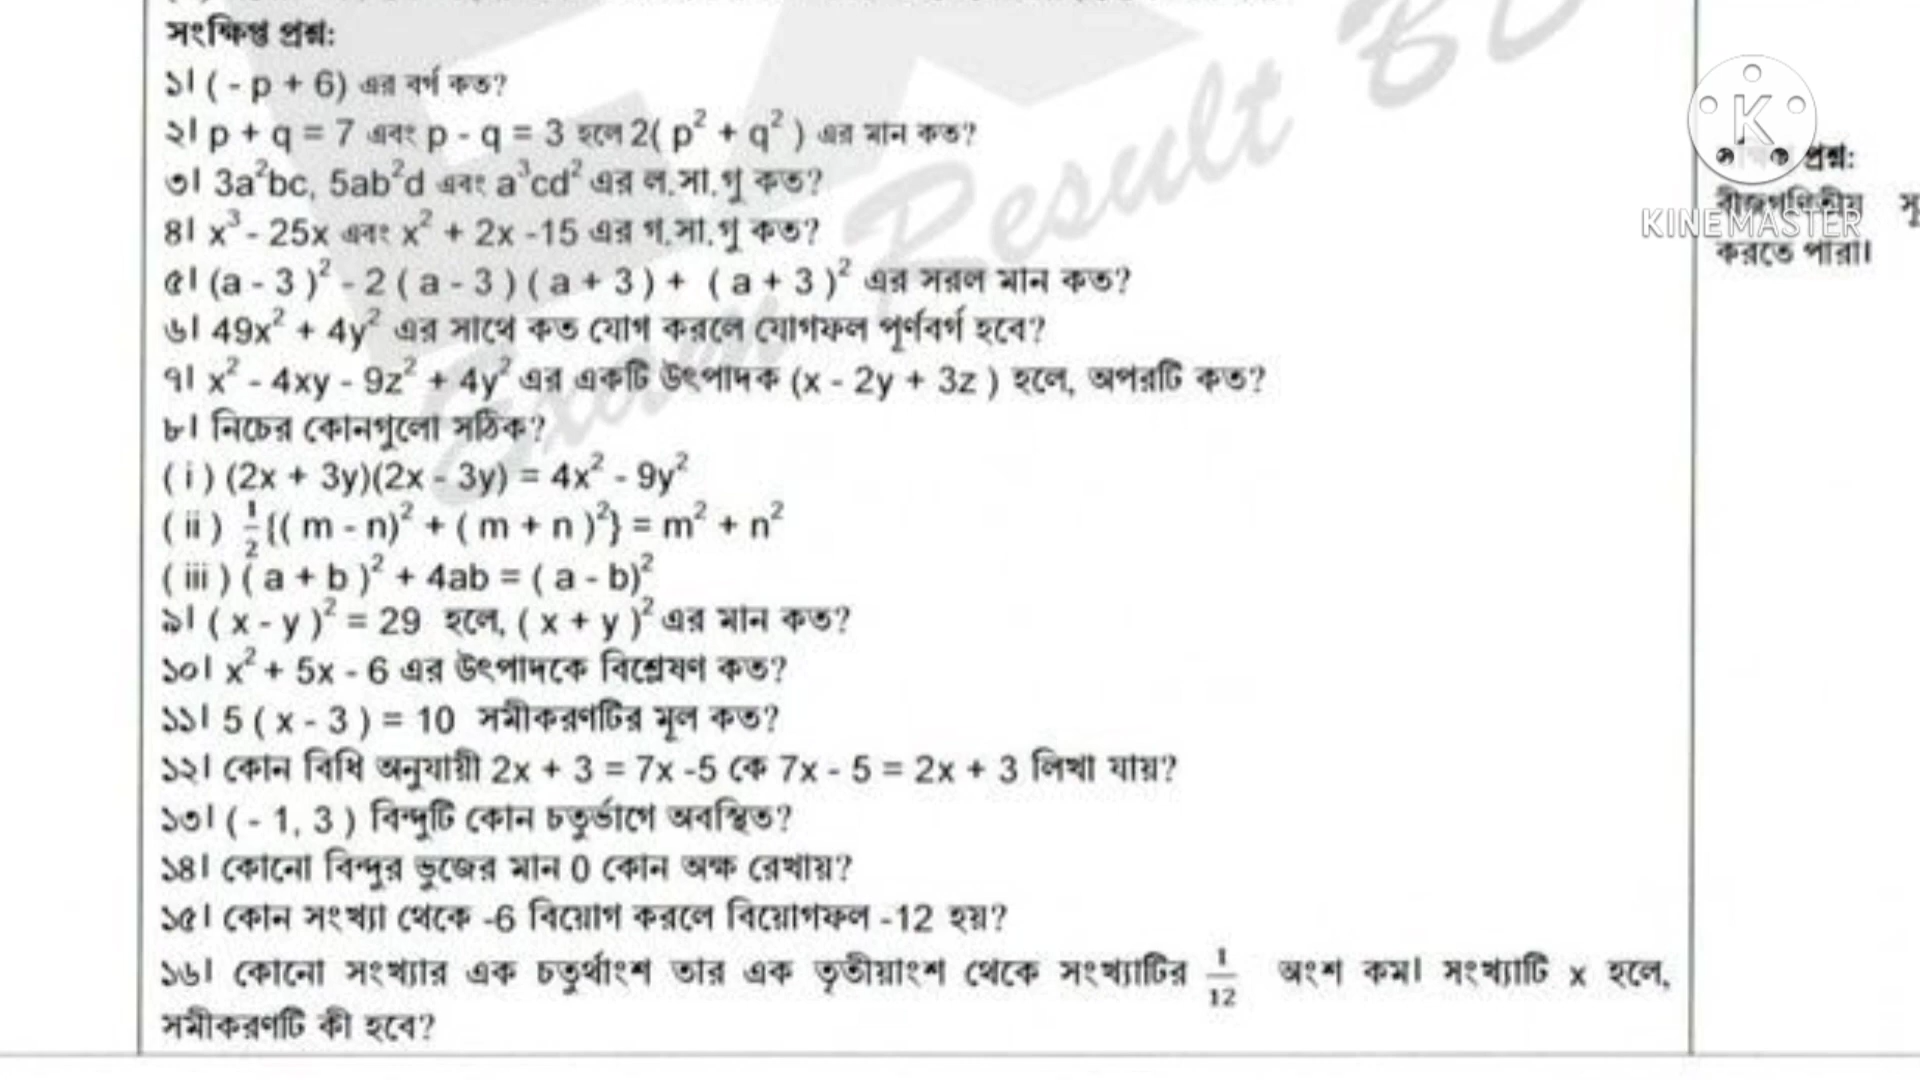 সংক্ষিপ্ত প্রশ্ন:
১। ( - p + 6) এর বর্গ কত?
২। p + q = 7 এবং p - q = 3 হলে 2( p² + q² ) এর মান কত?
৩। 3a²bc, 5ab²d এবং a³cd² এর ল.সা.গু কত?
৪। x³ - 25x এবং x² + 2x -15 এর গ.সা.গু কত?
৫। (a - 3 )² - 2 ( a - 3 ) ( a + 3 ) + ( a + 3 )² এর সরল মান কত?
৬। 49x² + 4y² এর সাথে কত যোগ করলে যোগফল পূর্ণবর্গ হবে?
৭। x² - 4xy - 9z² + 4y² এর একটি উৎপাদক (x - 2y + 3z ) হলে, অপরটি কত?
৮। নিচের কোনগুলো সঠিক?
( i ) (2x + 3y)(2x - 3y) = 4x² - 9y²
( ii ) 1/2 {( m - n)² + ( m + n )²} = m² + n²
( iii ) ( a + b )² + 4ab = ( a - b)²
৯। ( x - y )² = 29 হলে, ( x + y )² এর মান কত?
১০। x² + 5x - 6 এর উৎপাদকে বিশ্লেষণ কত?
১১। 5 ( x - 3 ) = 10 সমীকরণটির মূল কত?
১২। কোন বিধি অনুযায়ী 2x + 3 = 7x -5 কে 7x - 5 = 2x + 3 লিখা যায়?
১৩। ( - 1, 3 ) বিন্দুটি কোন চতুর্ভাগে অবস্থিত?
১৪। কোনো বিন্দুর ভুজের মান 0 কোন অক্ষ রেখায়?
১৫। কোন সংখ্যা থেকে -6 বিয়োগ করলে বিয়োগফল -12 হয়?
১৬। কোনো সংখ্যার এক চতুর্থাংশ তার এক তৃতীয়াংশ থেকে সংখ্যাটির 1/12 অংশ কম। সংখ্যাটি x হলে,
সমীকরণটি কী হবে?
Exam Result BD
K
প্রশ্ন:
বীজগণিতীয়
করতে পারা।
KINEMASTER